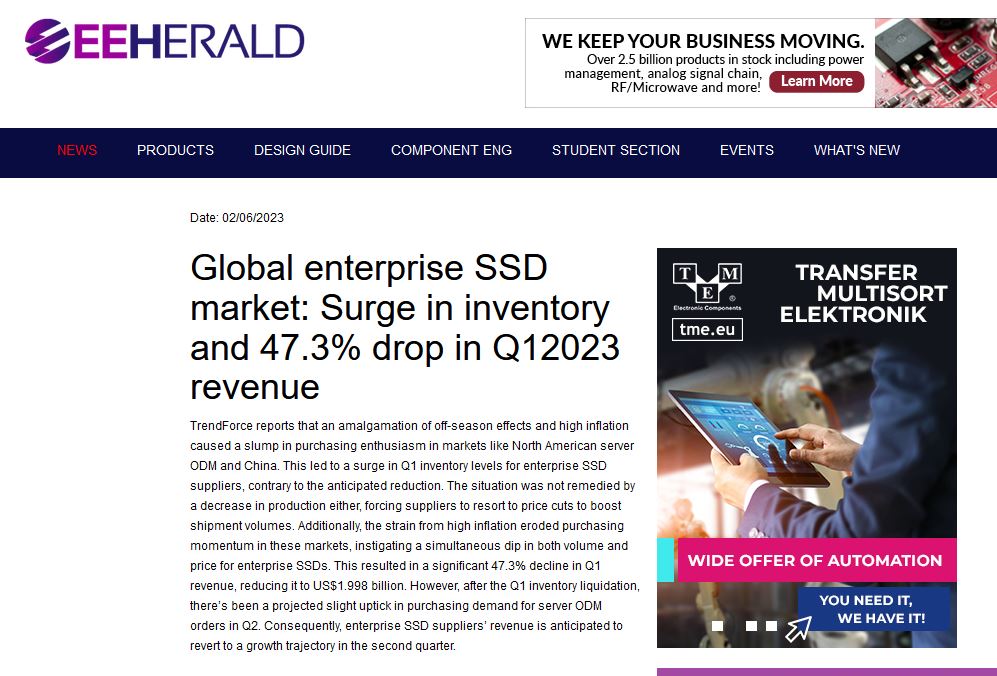 EEHERALD
WE KEEP YOUR BUSINESS MOVING.
Over 2.5 billion products in stock including power
management, analog signal chain,
RF/Microwave and more!
Learn More
NEWS PRODUCTS DESIGN GUIDE COMPONENT ENG STUDENT SECTION EVENTS WHAT'S NEW
Date: 02/06/2023
Global enterprise SSD
market: Surge in inventory
and 47.3% drop in Q12023
revenue
TrendForce reports that an amalgamation of off-season effects and high inflation
caused a slump in purchasing enthusiasm in markets like North American server
ODM and China. This led to a surge in Q1 inventory levels for enterprise SSD
suppliers, contrary to the anticipated reduction. The situation was not remedied by
a decrease in production either, forcing suppliers to resort to price cuts to boost
shipment volumes. Additionally, the strain from high inflation eroded purchasing
momentum in these markets, instigating a simultaneous dip in both volume and
price for enterprise SSDs. This resulted in a significant 47.3% decline in Q1
revenue, reducing it to US$1.998 billion. However, after the Q1 inventory liquidation,
there’s been a projected slight uptick in purchasing demand for server ODM
orders in Q2. Consequently, enterprise SSD suppliers’ revenue is anticipated to
revert to a growth trajectory in the second quarter.
TME
®
Electronic Components
tme.eu
TRANSFER
MULTISORT
ELEKTRONIK
WIDE OFFER OF AUTOMATION
YOU NEED IT,
WE HAVE IT!